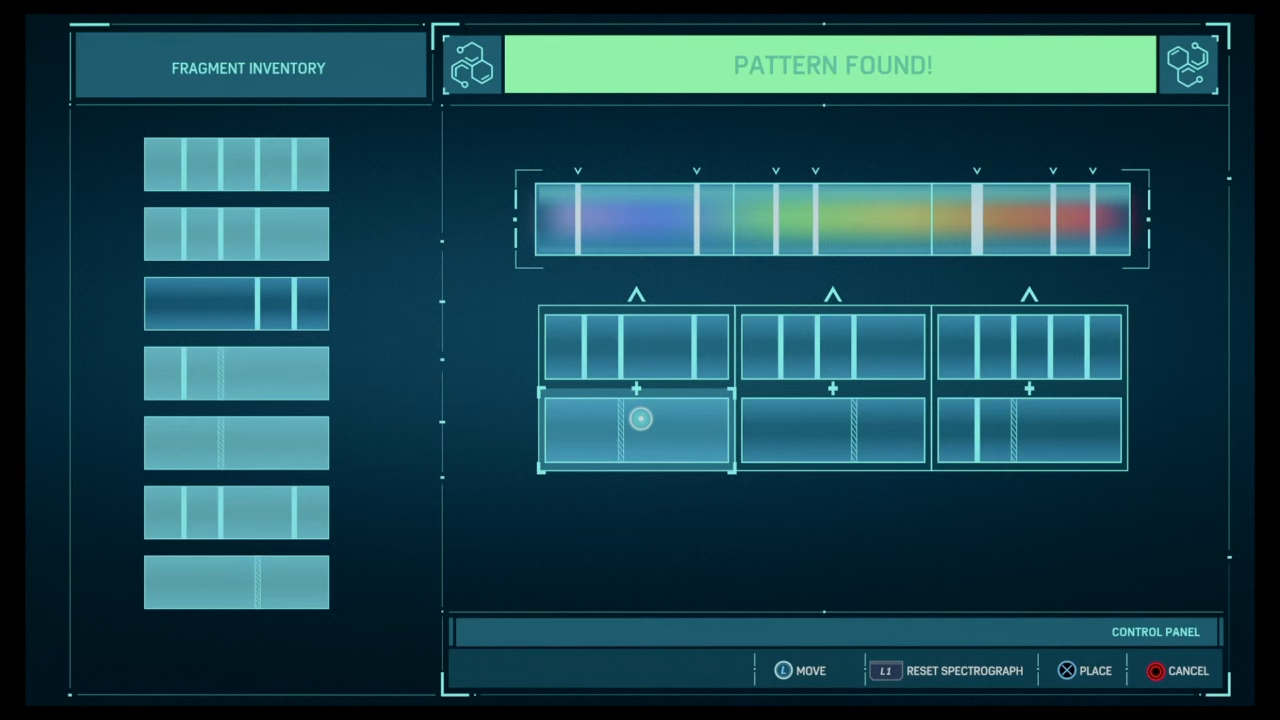 FRAGMENT INVENTORY
PATTERN FOUND!
CONTROL PANEL
L MOVE
L1 RESET SPECTROGRAPH
PLACE
CANCEL